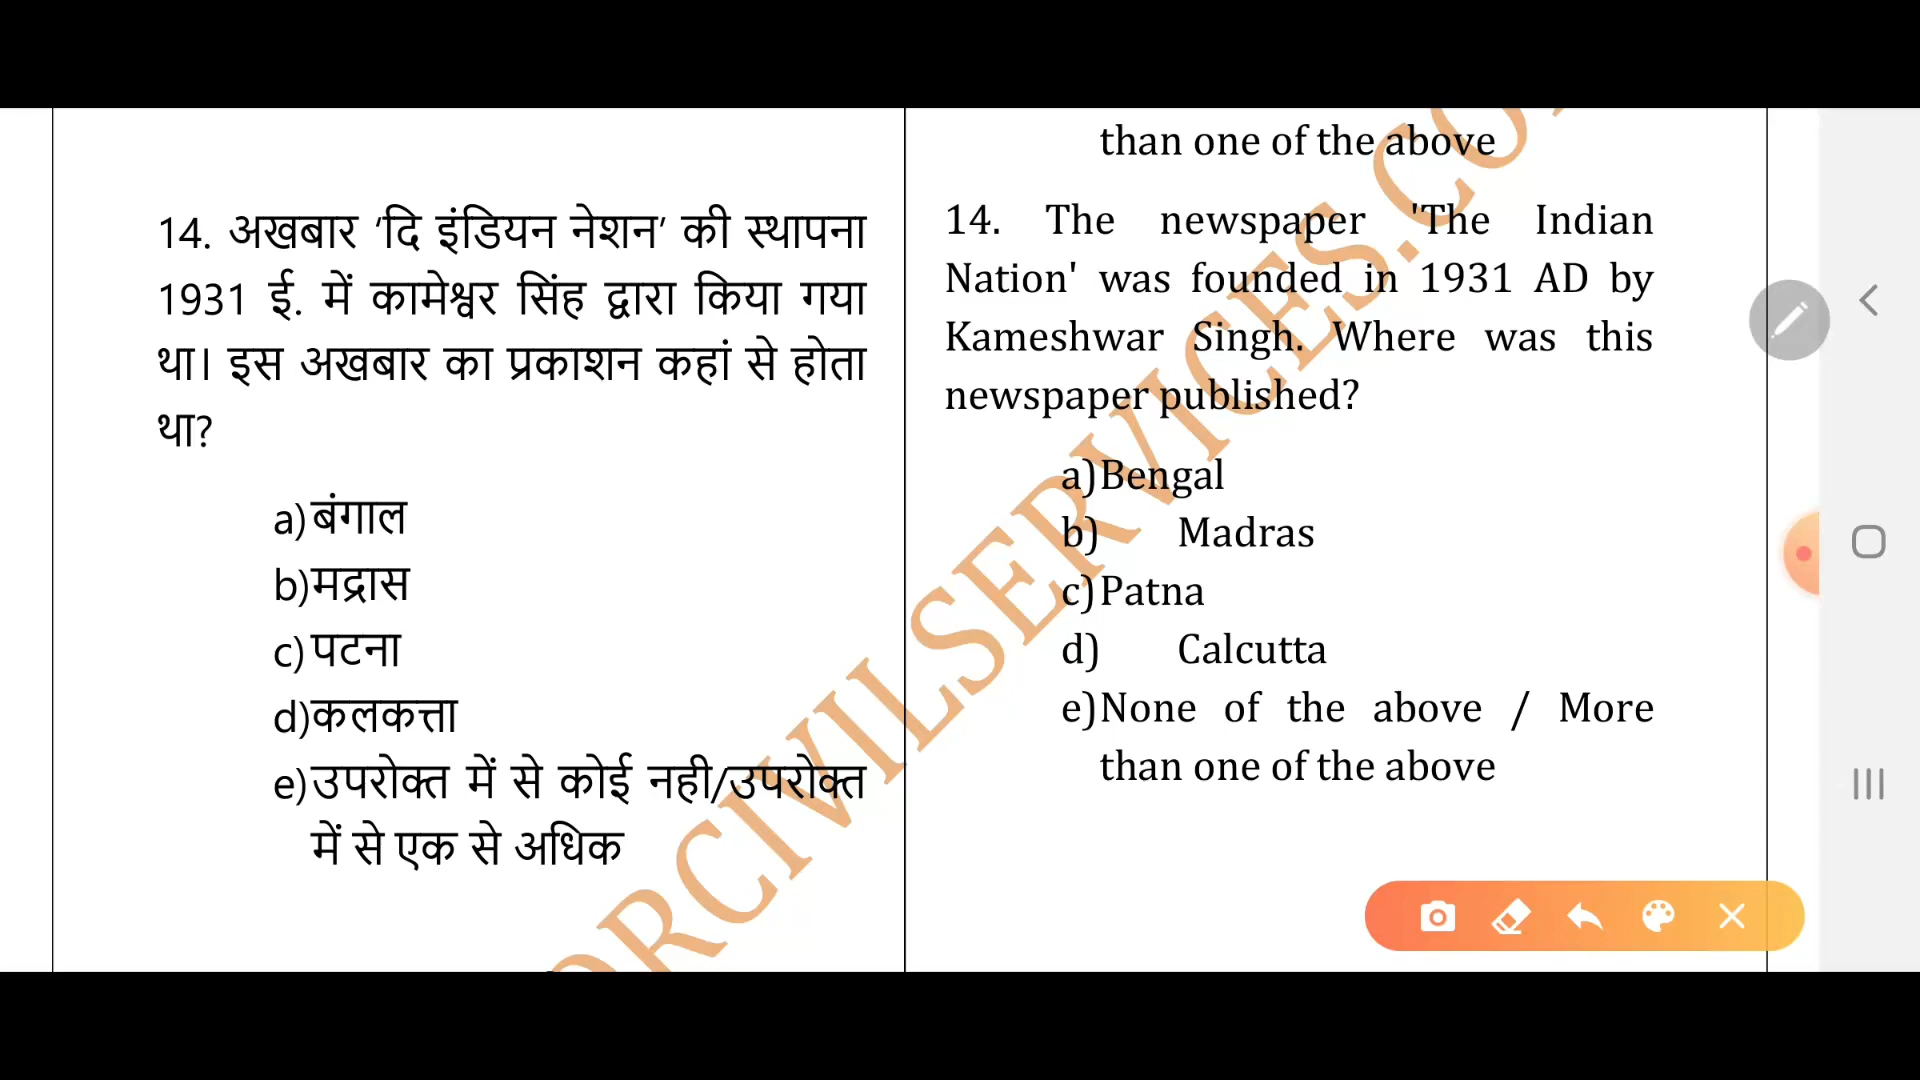 14. अखबार ‘दि इंडियन नेशन’ की स्थापना
1931 ई. में कामेश्वर सिंह द्वारा किया गया
था। इस अखबार का प्रकाशन कहां से होता
था?
a) बंगाल
b) मद्रास
c) पटना
d) कलकत्ता
e) उपरोक्त में से कोई नही/उपरोक्त
में से एक से अधिक
than one of the above
14. The newspaper 'The Indian
Nation' was founded in 1931 AD by
Kameshwar Singh. Where was this
newspaper published?
a) Bengal
b) Madras
c) Patna
d) Calcutta
e) None of the above / More
than one of the above
ORCIVILSERVICES.CO